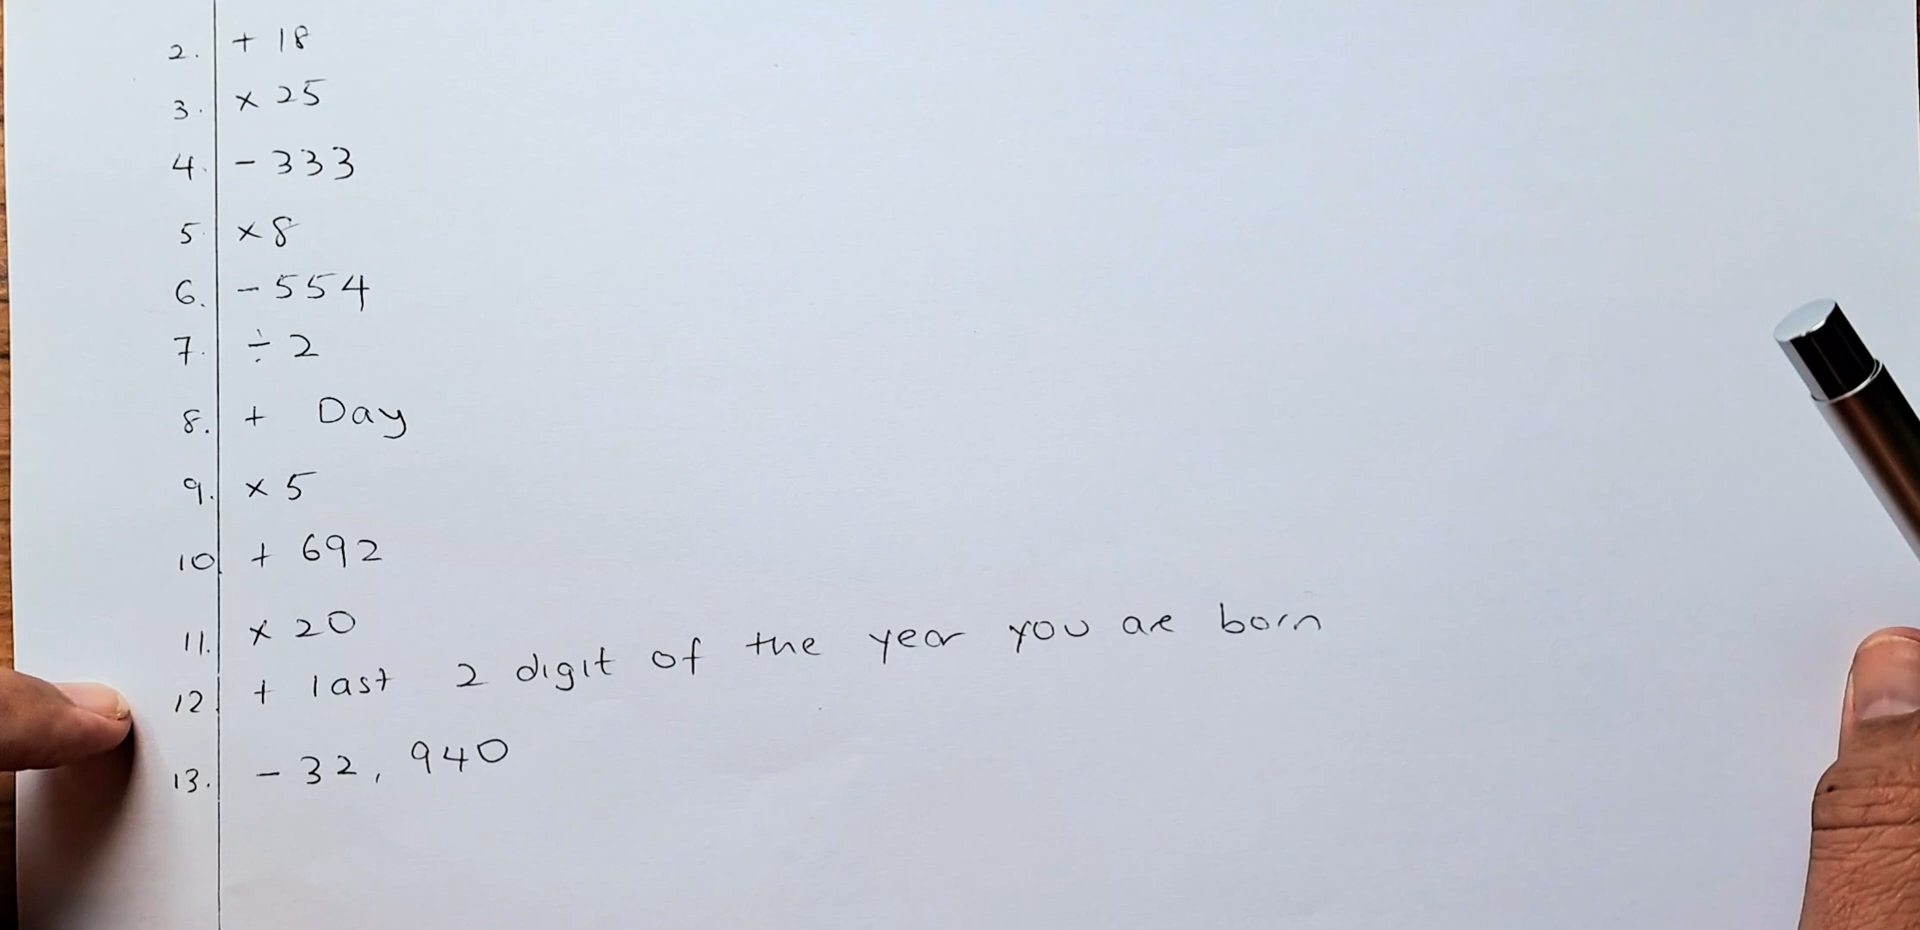 2. + 18
3. × 25
4. - 333
5. × 8
6. - 554
7. ÷ 2
8. + Day
9. × 5
10 + 692
11. × 20
12 + last 2 digit of the year you are born
13. - 32, 940